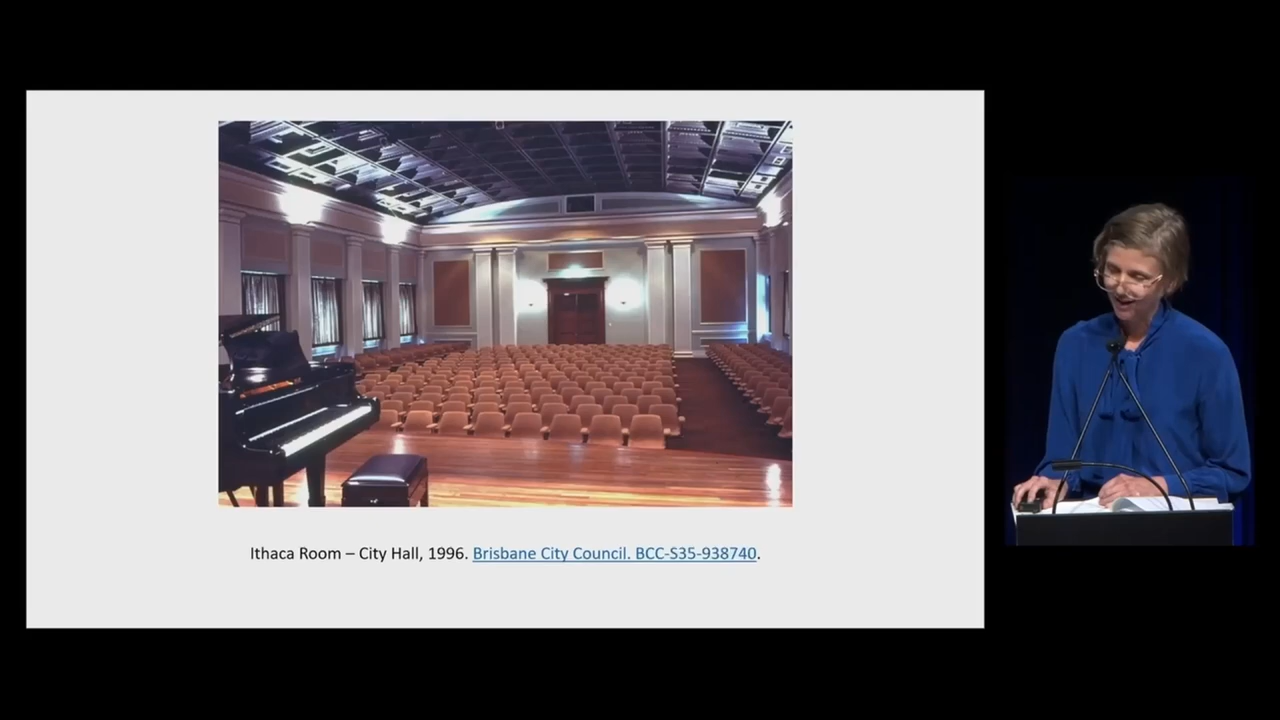 Ithaca Room – City Hall, 1996. Brisbane City Council. BCC-S35-938740.